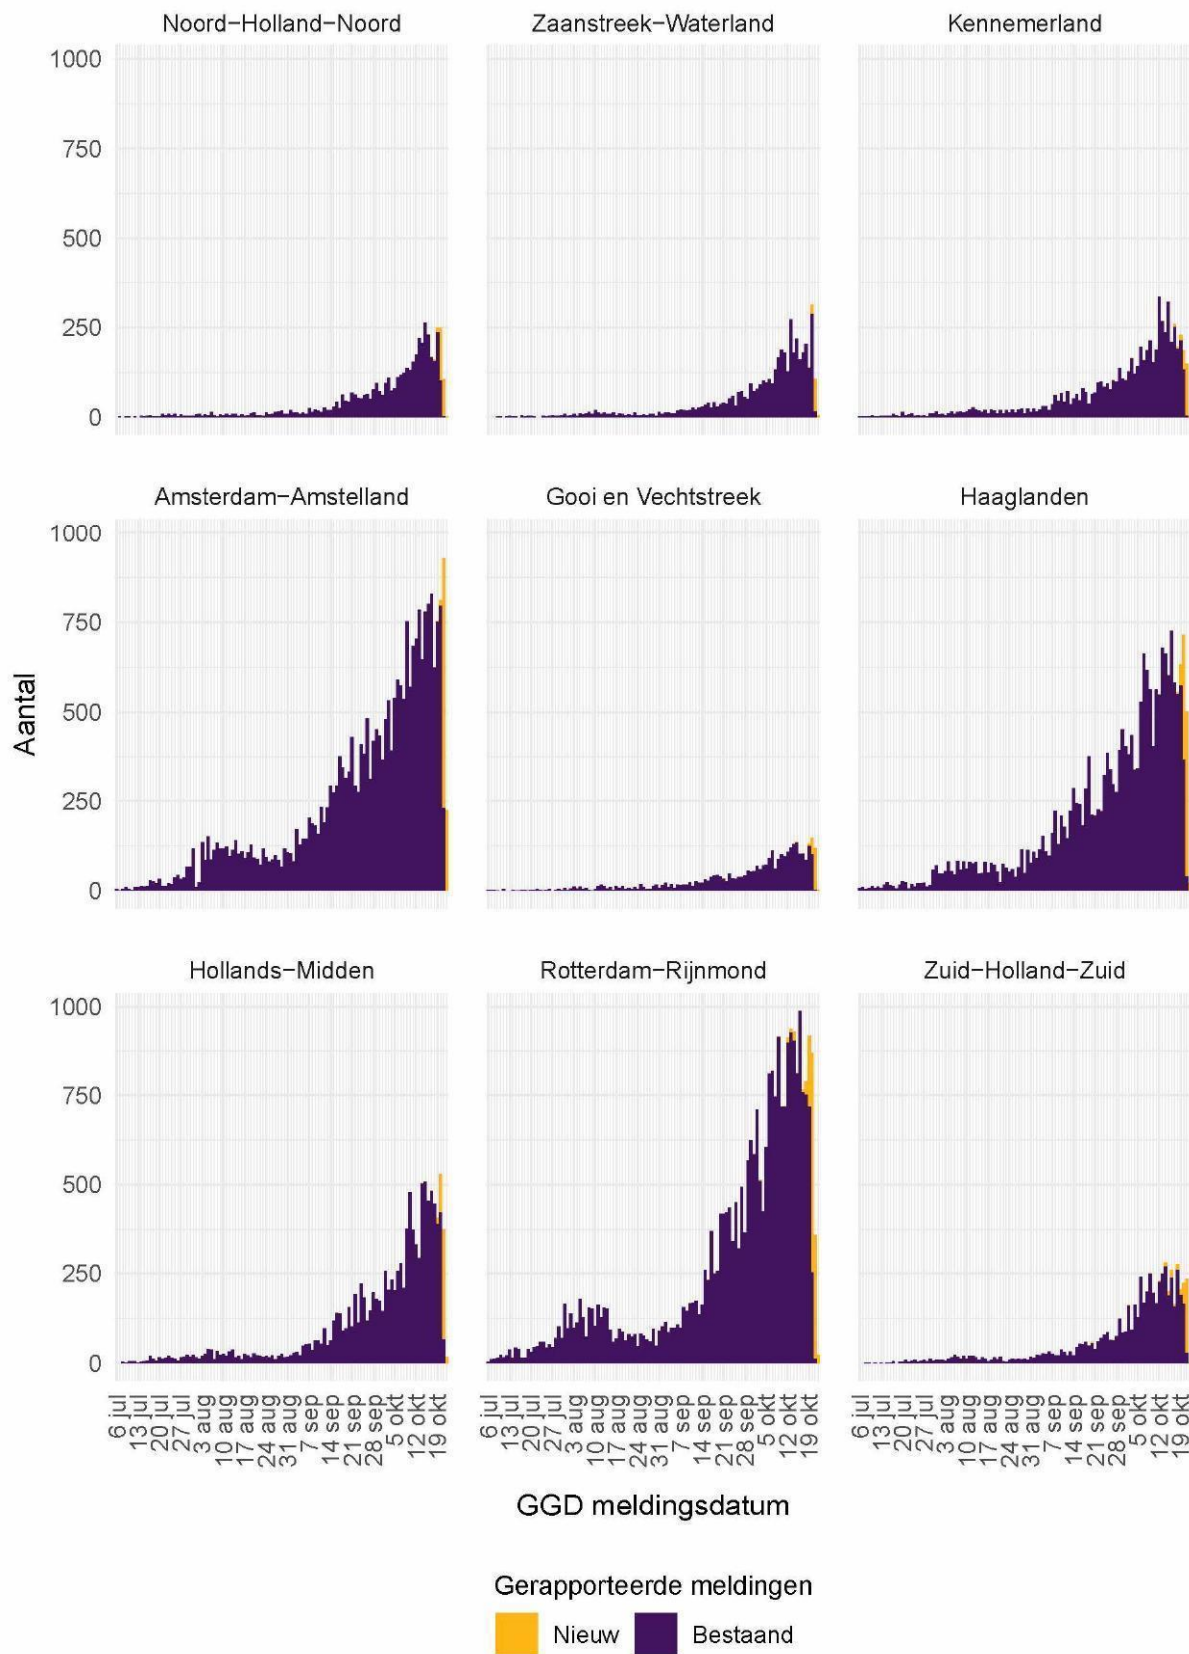 Noord-Holland-Noord Zaanstreek-Waterland Kennemerland
1000
750
500
250
0
Amsterdam-Amstelland Gooi en Vechtstreek Haaglanden
1000
750
500
250
0
Aantal
Hollands-Midden Rotterdam-Rijnmond Zuid-Holland-Zuid
1000
750
500
250
0
6 jul 13 jul 20 jul 27 jul 3 aug 10 aug 17 aug 24 aug 31 aug 7 sep 14 sep 21 sep 28 sep 5 okt 12 okt 19 okt
6 jul 13 jul 20 jul 27 jul 3 aug 10 aug 17 aug 24 aug 31 aug 7 sep 14 sep 21 sep 28 sep 5 okt 12 okt 19 okt
6 jul 13 jul 20 jul 27 jul 3 aug 10 aug 17 aug 24 aug 31 aug 7 sep 14 sep 21 sep 28 sep 5 okt 12 okt 19 okt
GGD meldingsdatum
Gerapporteerde meldingen
Nieuw Bestaand